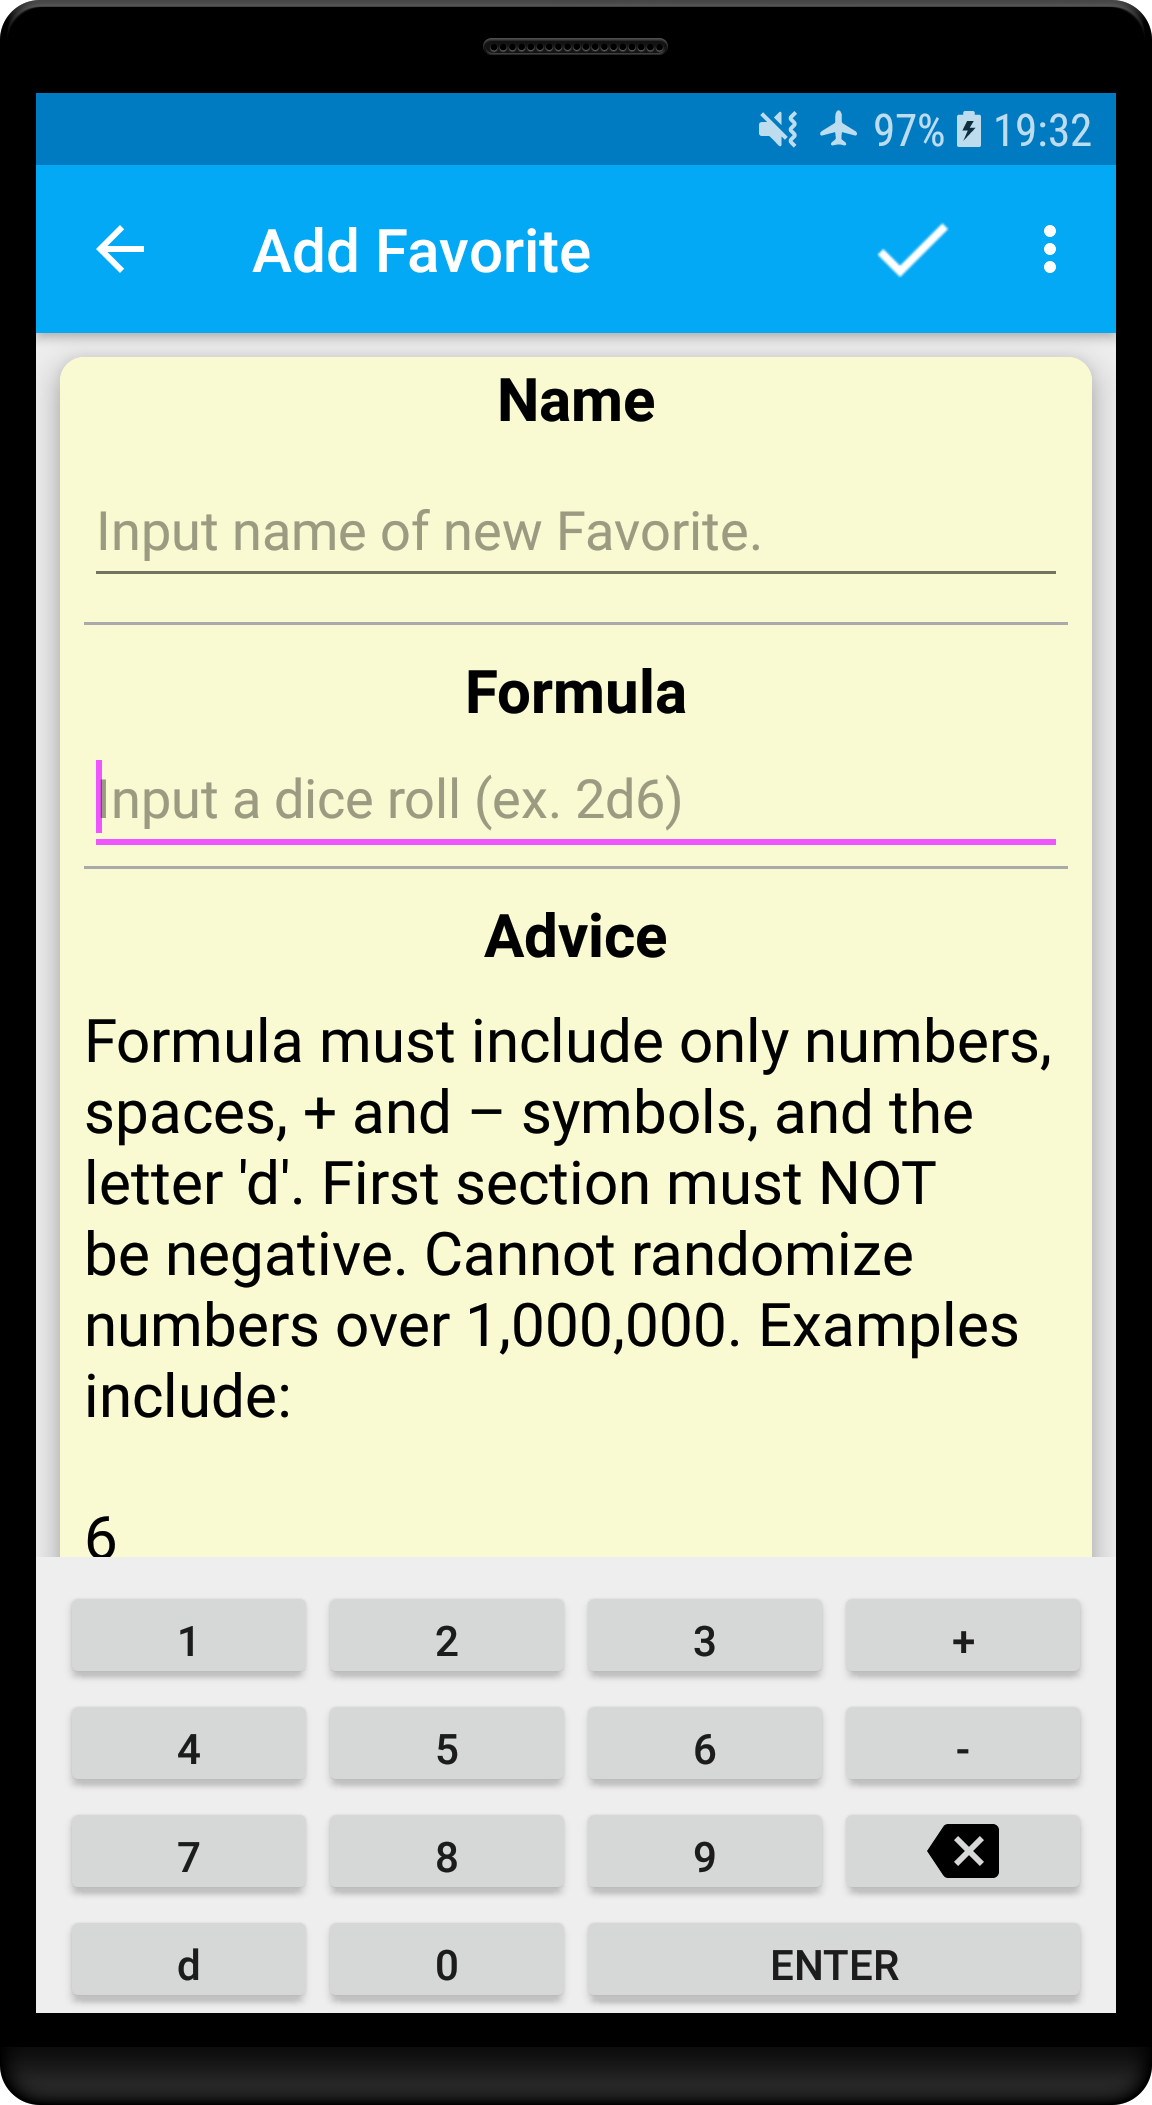 97% 19:32
Add Favorite
Name
Input name of new Favorite.
Formula
Input a dice roll (ex. 2d6)
Advice
Formula must include only numbers,
spaces, + and – symbols, and the
letter 'd'. First section must NOT
be negative. Cannot randomize
numbers over 1,000,000. Examples
include:
6
1 2 3 +
4 5 6 -
7 8 9
d 0 ENTER